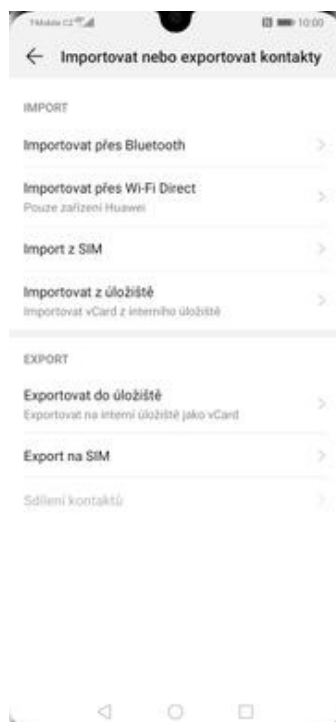 T-Mobile CZ
10:00
Importovat nebo exportovat kontakty
IMPORT
Importovat přes Bluetooth
Importovat přes Wi-Fi Direct
Pouze zařízení Huawei
Import z SIM
Importovat z úložiště
Importovat vCard z interního úložiště
EXPORT
Exportovat do úložiště
Exportovat na interní úložiště jako vCard
Export na SIM
Sdílení kontaktů